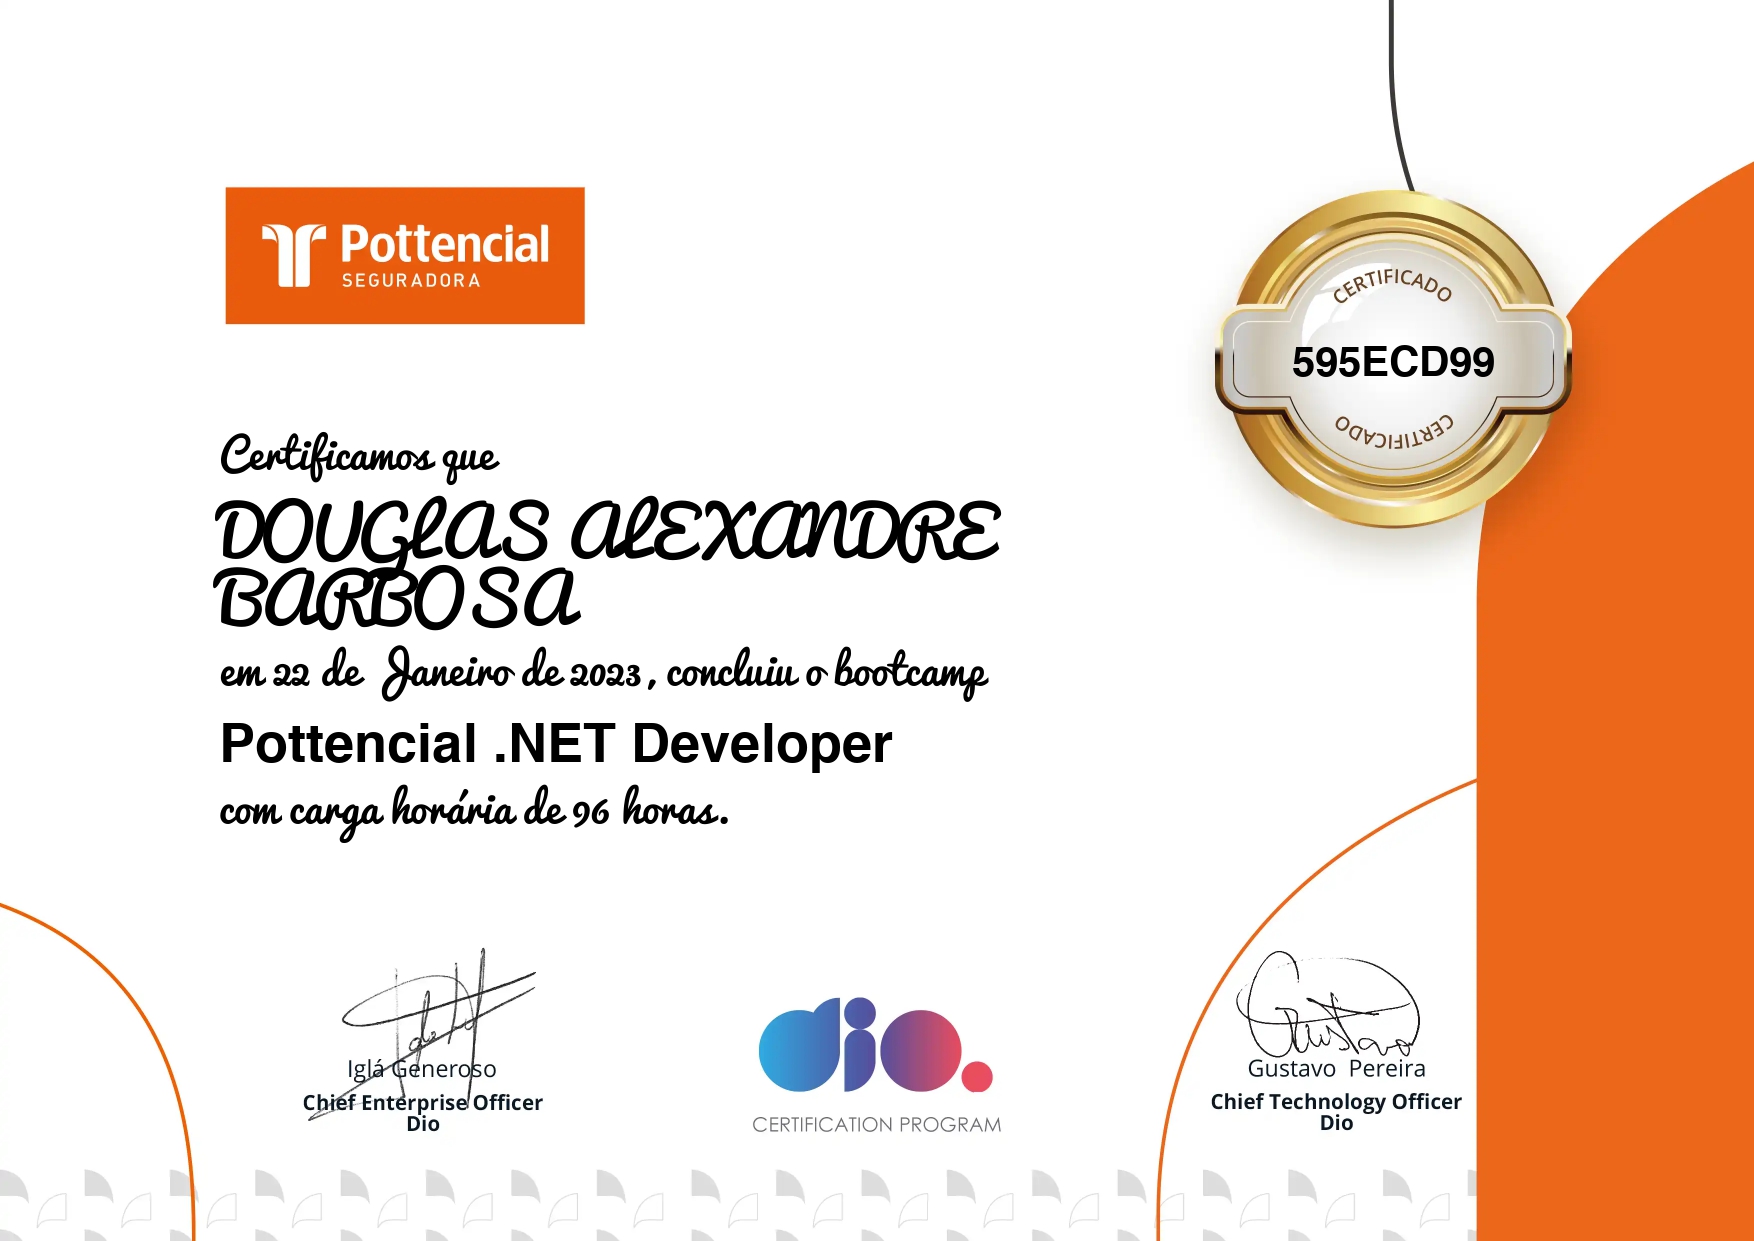 Pottencial
SEGURADORA
CERTIFICADO
595ECD99
CERTIFICADO
Certificamos que
DOUGLAS ALEXANDRE
BARBOSA
em 22 de Janeiro de 2023, concluiu o bootcamp
Pottencial .NET Developer
com carga horária de 96 horas.
Iglá Generoso
Chief Enterprise Officer
Dio
dio.
CERTIFICATION PROGRAM
Gustavo
Gustavo Pereira
Chief Technology Officer
Dio